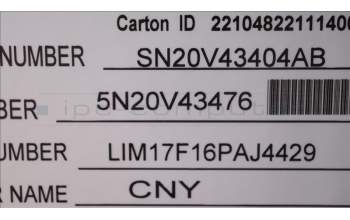 Carton ID 22104822111400
NUMBER SN20V43404AB
BER 5N20V43476
UMBER LIM17F16PAJ4429
R NAME CNY